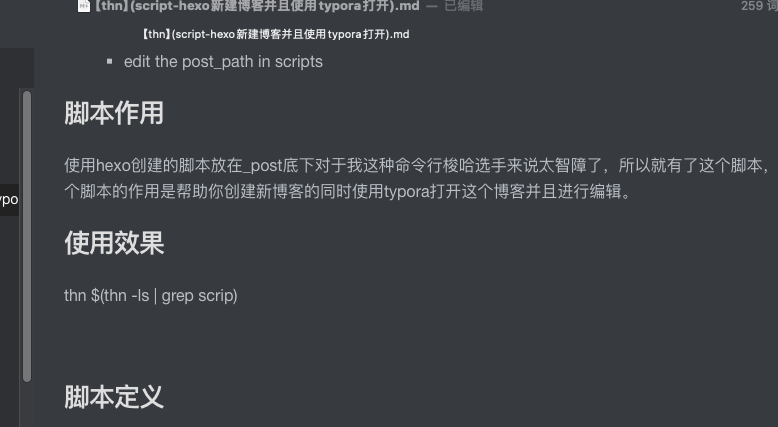 【thn】(script-hexo新建博客并且使用typora打开).md — 已编辑 259 词
【thn】(script-hexo新建博客并且使用typora打开).md
▪ edit the post_path in scripts
脚本作用
使用hexo创建的脚本放在_post底下对于我这种命令行梭哈选手来说太智障了，所以就有了这个脚本，
个脚本的作用是帮助你创建新博客的同时使用typora打开这个博客并且进行编辑。
ypo
使用效果
thn $(thn -ls | grep scrip)
脚本定义